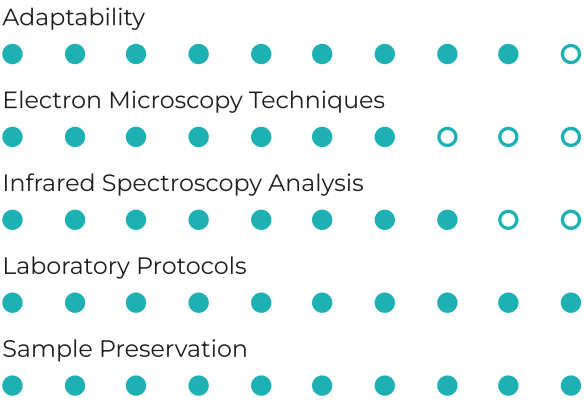 Adaptability
Electron Microscopy Techniques
Infrared Spectroscopy Analysis
Laboratory Protocols
Sample Preservation